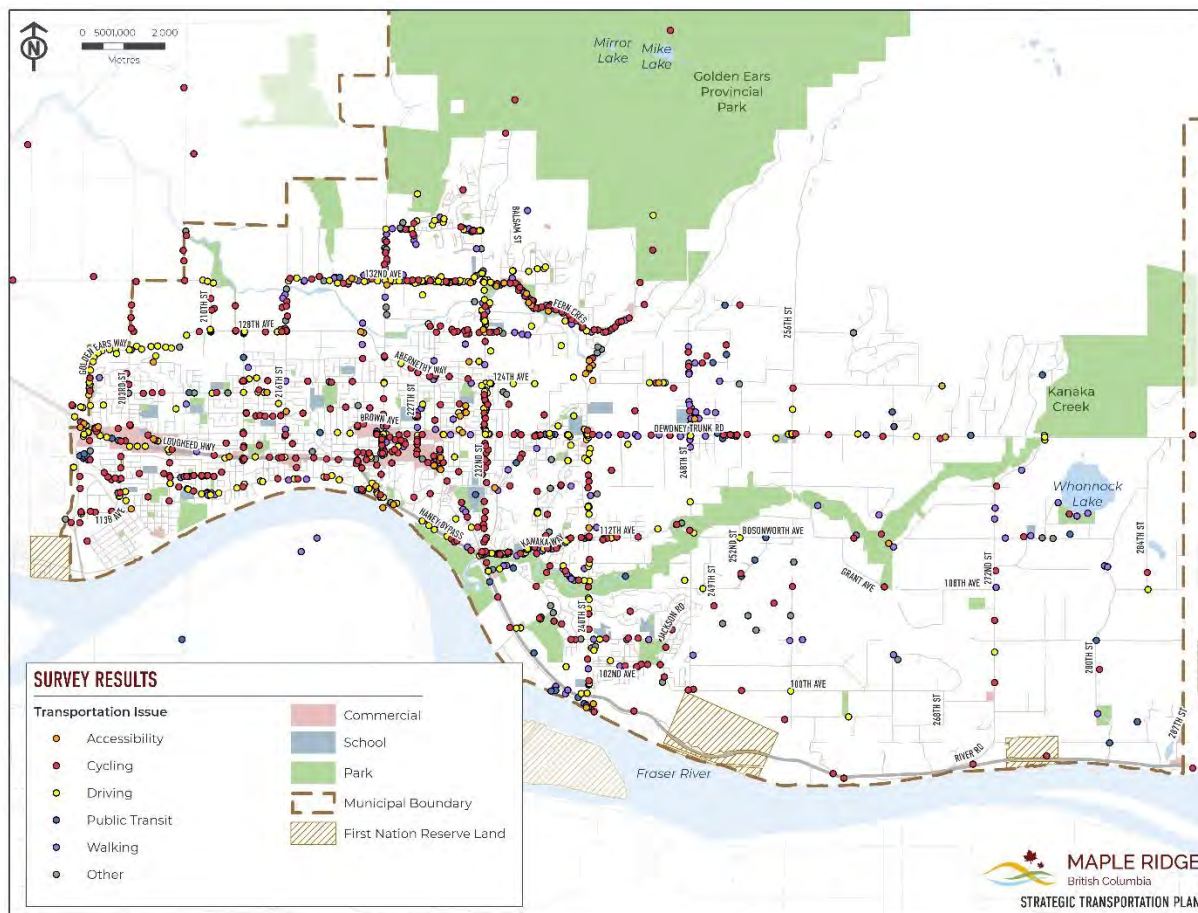 N
0 5001,000 2,000
Metres
Mirror
Lake
Mike
Lake
Golden Ears
Provincial
Park
BALSAM ST
132ND AVE
210TH ST
128TH AVE
FERN CRES
256TH ST
GOLDEN EARS WAY
ABERNETHY WAY
203RD ST
216TH ST
227TH ST
124TH AVE
Kanaka
Creek
BROWN AVE
LOUGHEED HWY
DEWDNEY TRUNK RD
232ND ST
248TH ST
Whonnock
Lake
113B AVE
HANEY BYPASS
KANAKA WAY
112TH AVE
BOSONWORTH AVE
252ND ST
249TH ST
GRANT AVE
108TH AVE
272ND ST
284TH ST
240TH ST
JACKSON RD
102ND AVE
100TH AVE
268TH ST
280TH ST
287TH ST
RIVER RD
Fraser River
SURVEY RESULTS
Transportation Issue
Accessibility
Cycling
Driving
Public Transit
Walking
Other
Commercial
School
Park
Municipal Boundary
First Nation Reserve Land
MAPLE RIDGE
British Columbia
STRATEGIC TRANSPORTATION PLAN